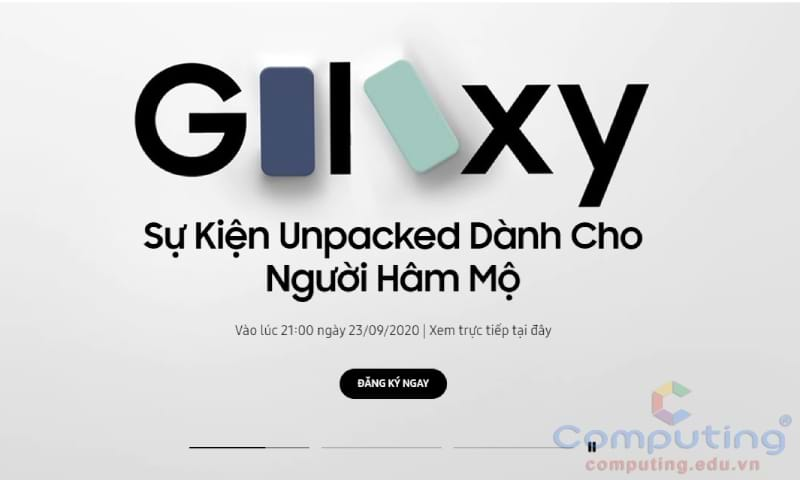 Galaxy
Sự Kiện Unpacked Dành Cho
Người Hâm Mộ
Vào lúc 21:00 ngày 23/09/2020 | Xem trực tiếp tại đây
ĐĂNG KÝ NGAY
Computing®
computing.edu.vn